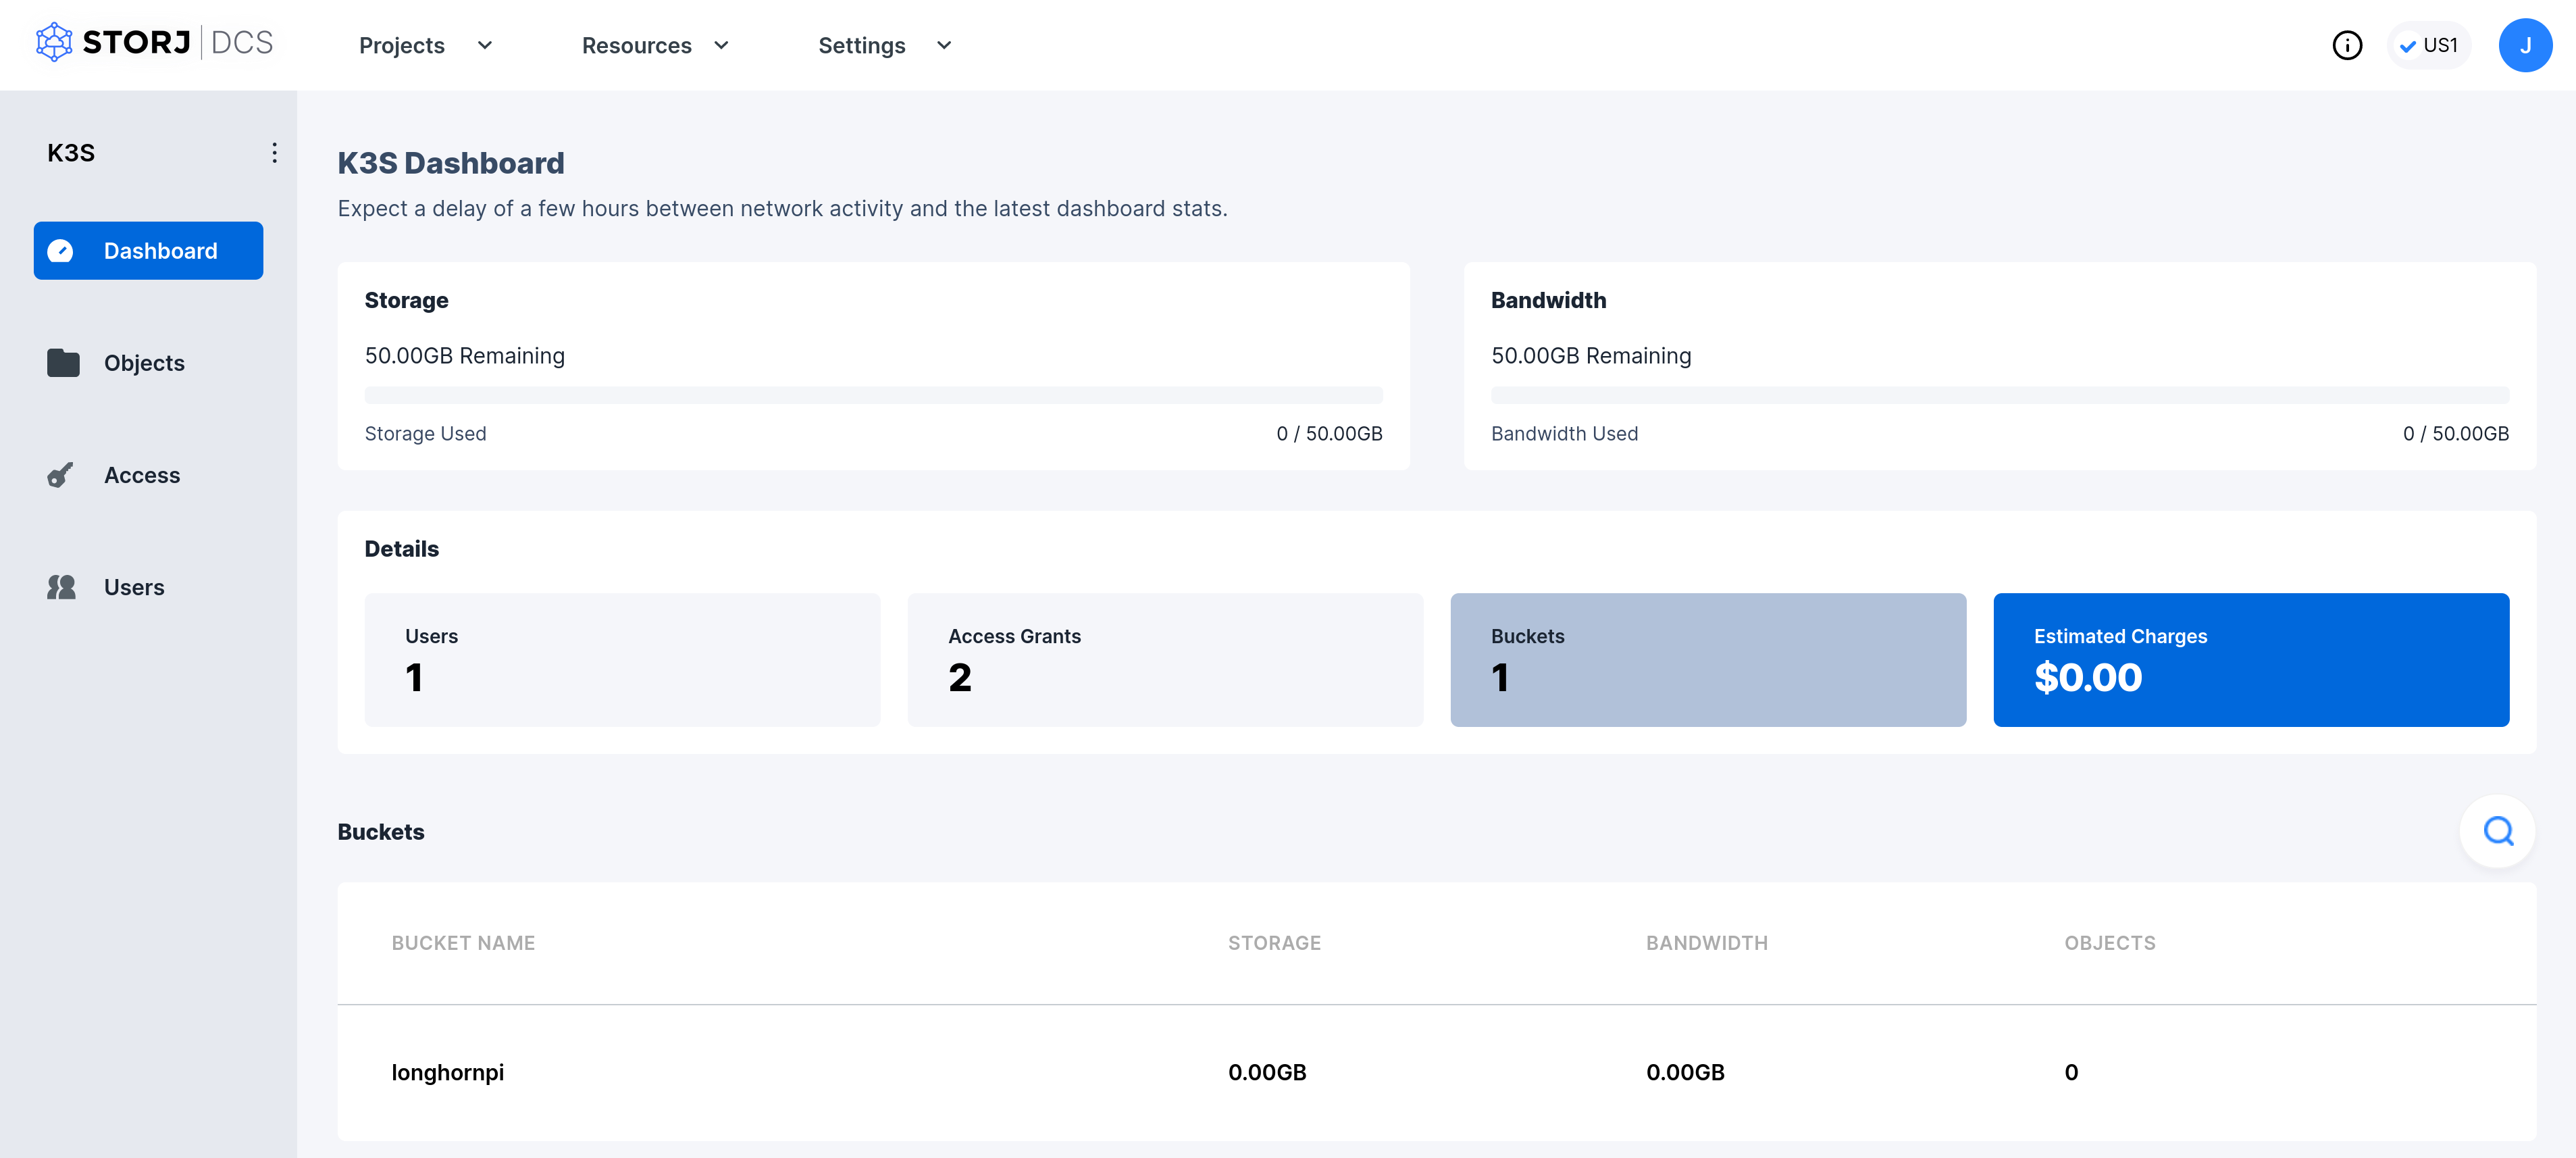 STORJ | DCS
Projects
Resources
Settings
US1
J
K3S
Dashboard
Objects
Access
Users
K3S Dashboard
Expect a delay of a few hours between network activity and the latest dashboard stats.
Storage
50.00GB Remaining
Storage Used
0 / 50.00GB
Bandwidth
50.00GB Remaining
Bandwidth Used
0 / 50.00GB
Details
Users
1
Access Grants
2
Buckets
1
Estimated Charges
$0.00
Buckets
BUCKET NAME STORAGE BANDWIDTH OBJECTS
longhornpi 0.00GB 0.00GB 0